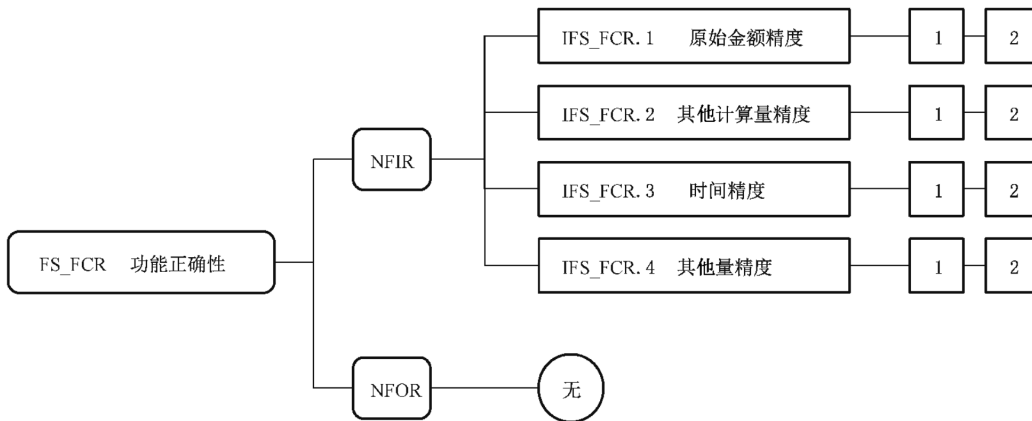 IFS_FCR.1 原始金额精度 1 2
IFS_FCR.2 其他计算量精度 1 2
NFIR
IFS_FCR.3 时间精度 1 2
FS_FCR 功能正确性
IFS_FCR.4 其他量精度 1 2
NFOR 无